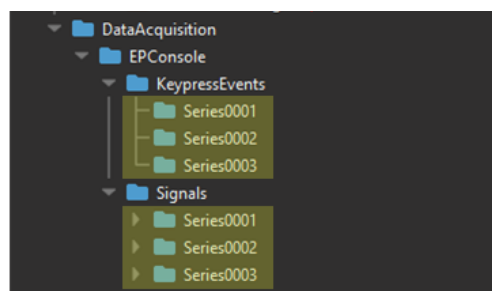 DataAcquisition
EPConsole
KeypressEvents
Series0001
Series0002
Series0003
Signals
Series0001
Series0002
Series0003